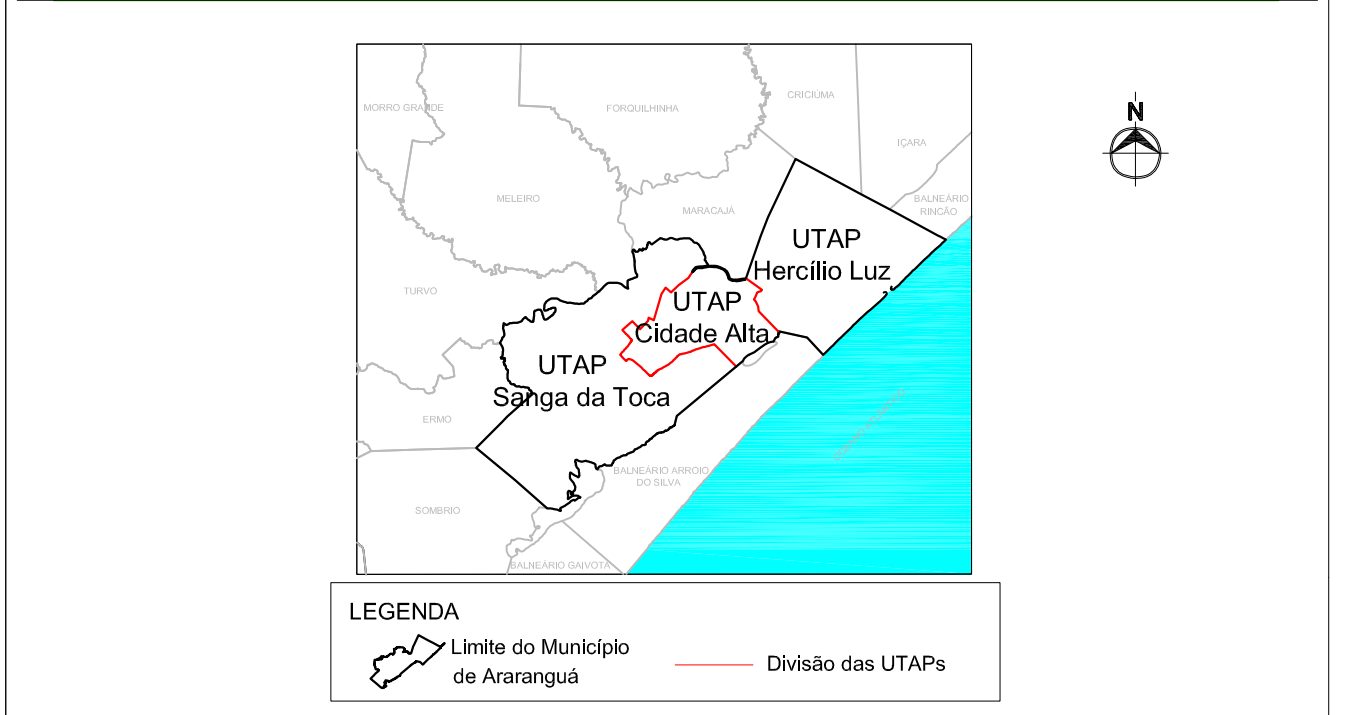 N
CRICIÚMA
MORRO GRANDE
FORQUILHINHA
IÇARA
MELEIRO
BALNEÁRIO
RINCÃO
MARACAJÁ
UTAP
Hercílio Luz
TURVO
UTAP
Cidade Alta
UTAP
Sanga da Toca
ERMO
BALNEÁRIO ARROIO
DO SILVA
SOMBRIO
BALNEÁRIO GAIVOTA
LEGENDA
Limite do Município
de Araranguá
Divisão das UTAPs